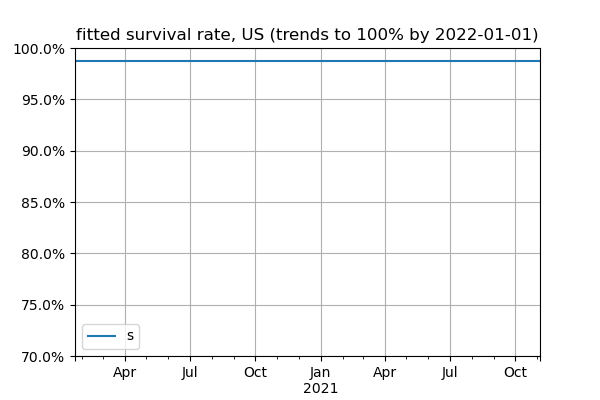 fitted survival rate, US (trends to 100% by 2022-01-01)
100.0%
95.0%
90.0%
85.0%
80.0%
75.0%
70.0%
s
Apr Jul Oct Jan Apr Jul Oct
2021